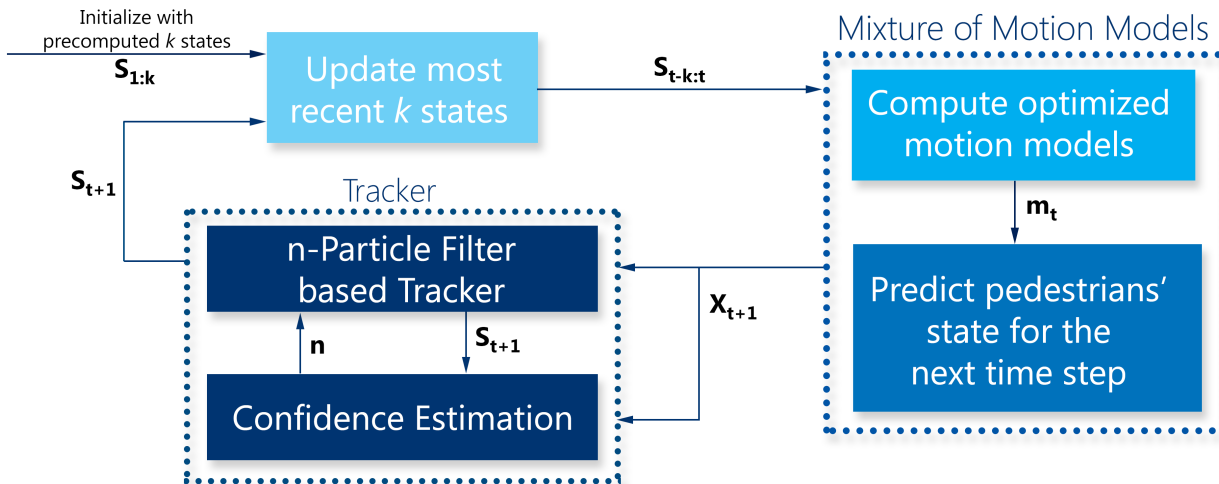 Initialize with
precomputed k states
S1:k
Update most
recent k states
St-k:t
Mixture of Motion Models
Compute optimized
motion models
mt
Predict pedestrians’
state for the
next time step
Xt+1
Tracker
n-Particle Filter
based Tracker
n
St+1
Confidence Estimation
St+1